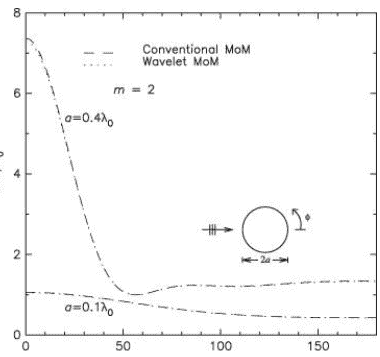 8
Conventional MoM
Wavelet MoM
m = 2
6
a=0.4λ₀
4
ϕ
2a
2
a=0.1λ₀
0
0 50 100 150